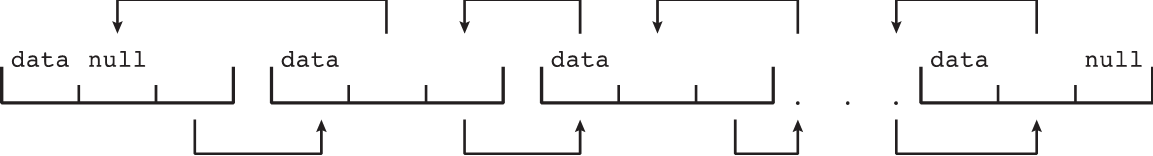 data null data data . . . data null